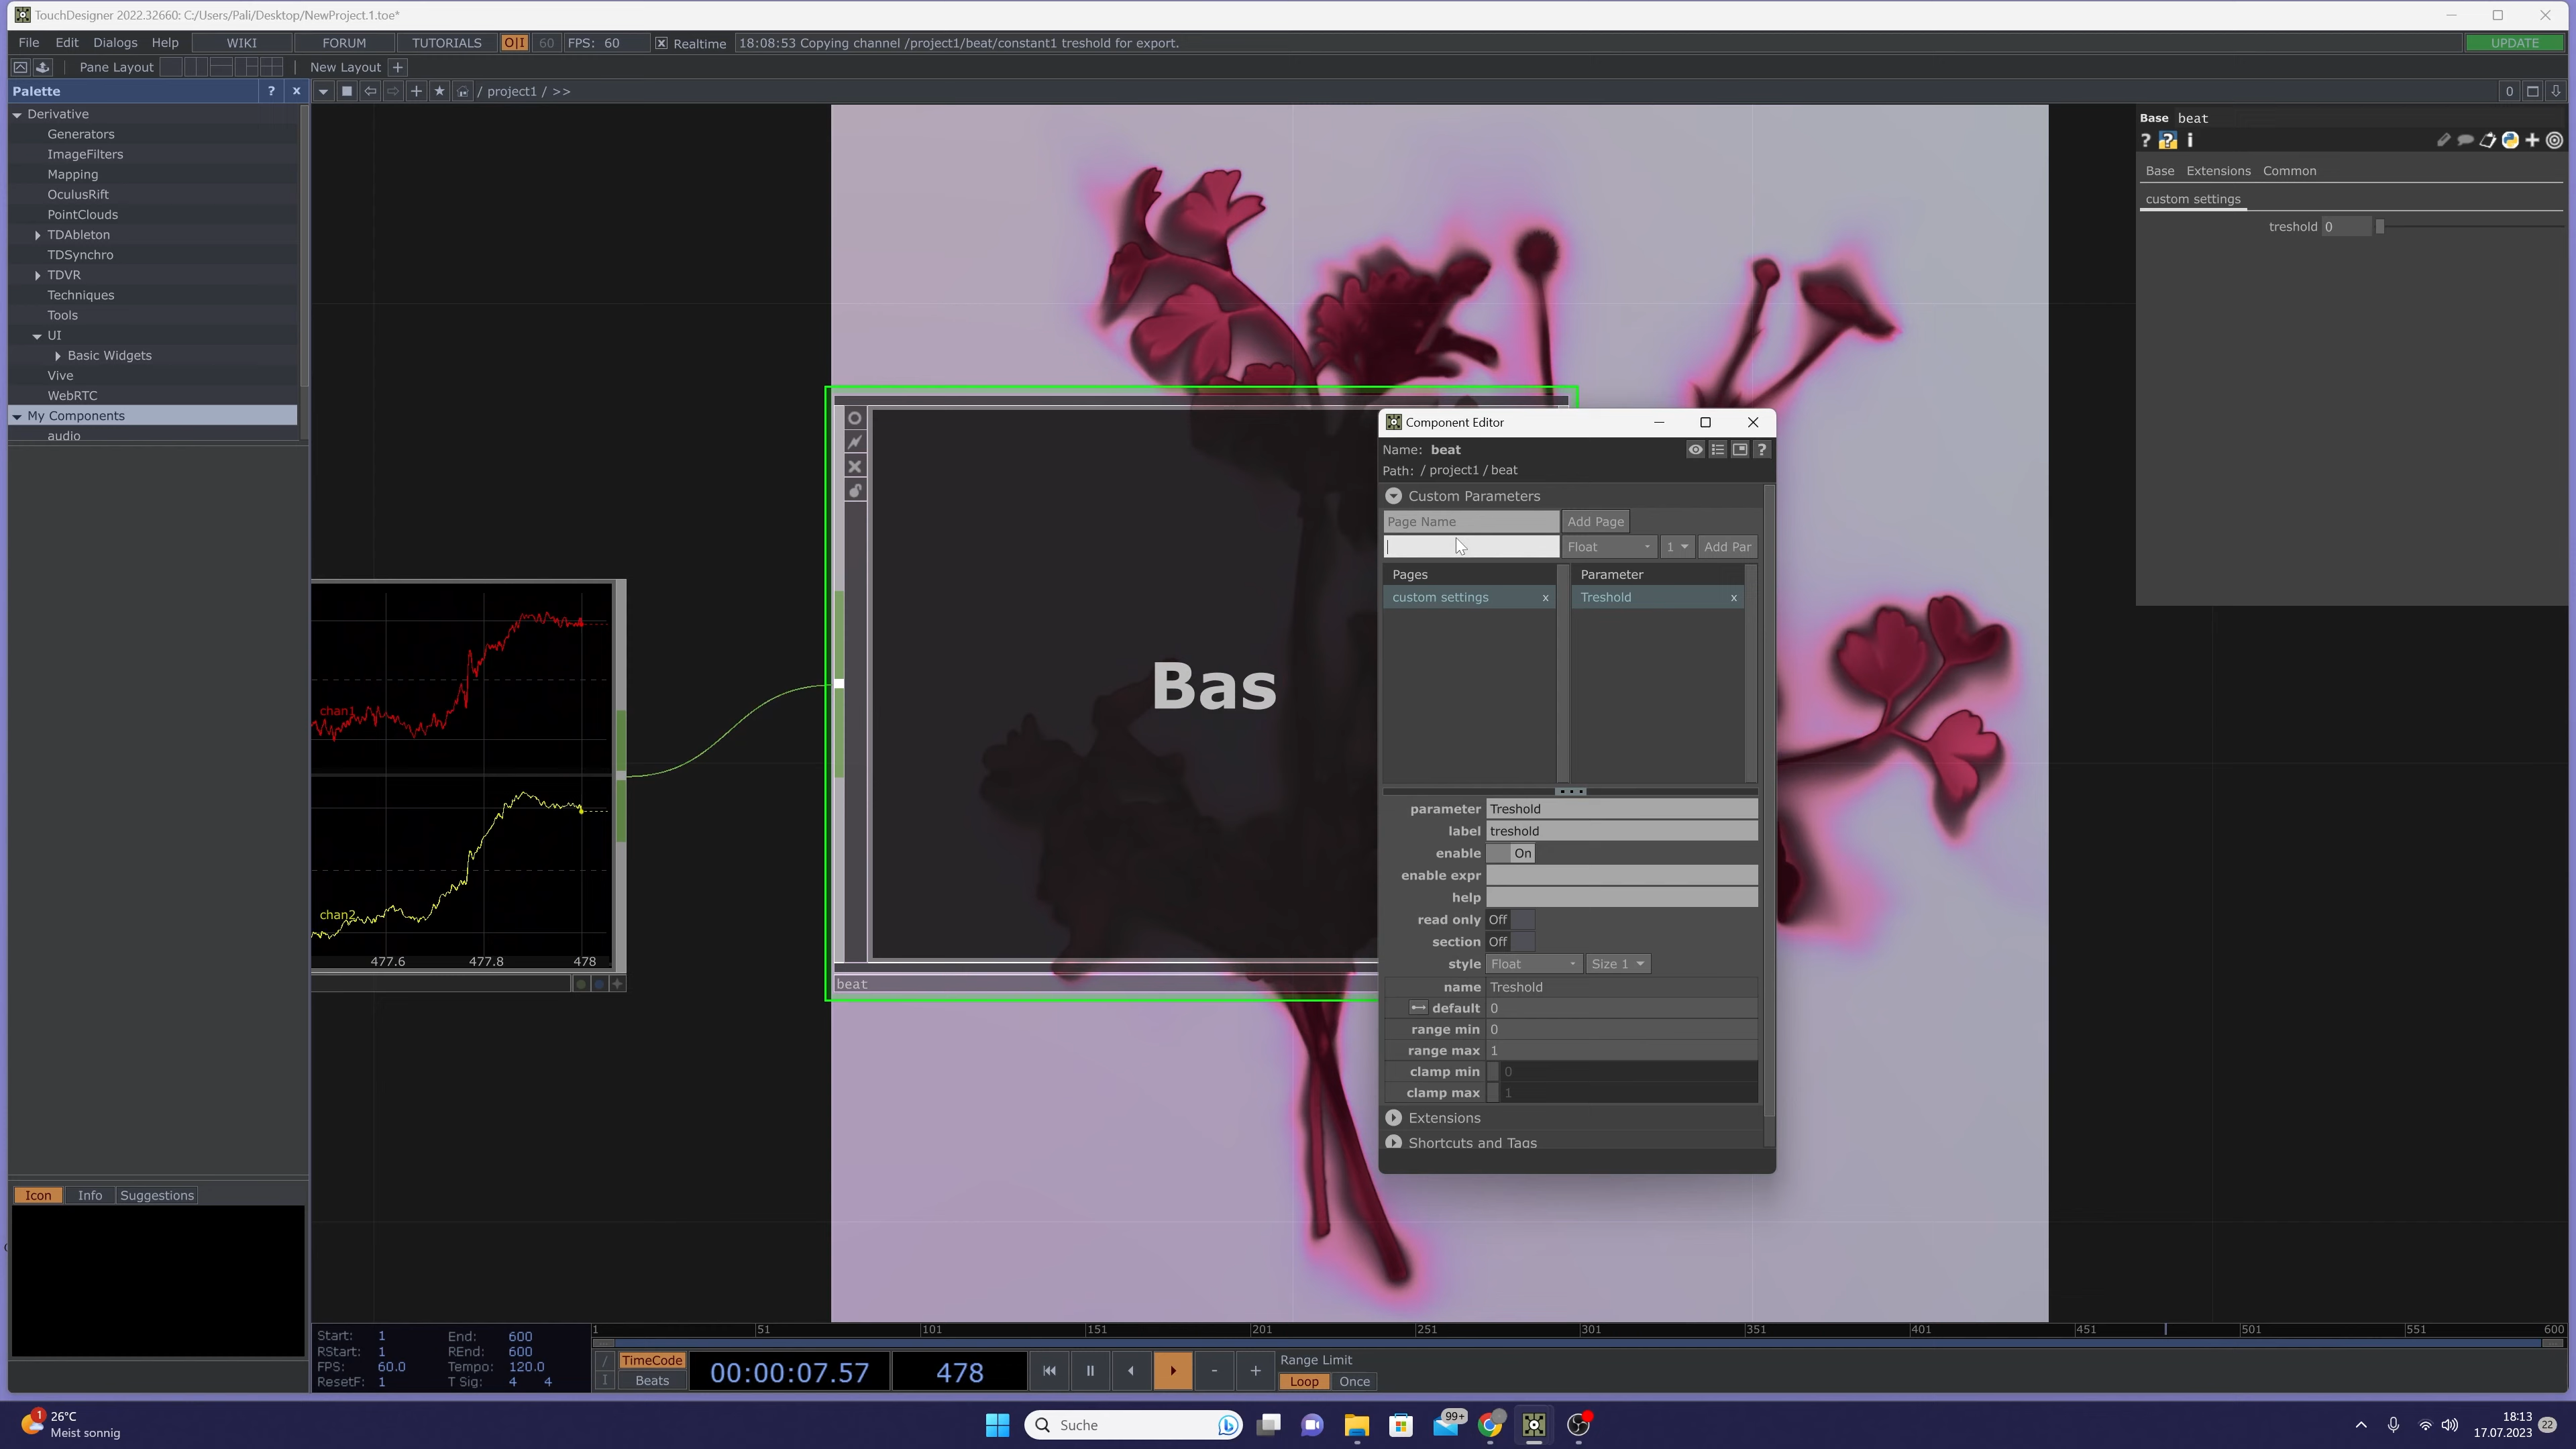 TouchDesigner 2022.32660: C:/Users/Pali/Desktop/NewProject.1.toe*
File Edit Dialogs Help WIKI FORUM TUTORIALS O|I 60 FPS: 60 Realtime 18:08:53 Copying channel /project1/beat/constant1 treshold for export. UPDATE
Pane Layout New Layout +
Palette ? x / project1 / >> 0
Derivative
Generators
ImageFilters
Mapping
OculusRift
PointClouds
TDAbleton
TDSynchro
TDVR
Techniques
Tools
UI
Basic Widgets
Vive
WebRTC
My Components
audio
Icon Info Suggestions
chan1
chan2
477.6 477.8 478
Bas
beat
Component Editor
Name: beat
Path: / project1 / beat
Custom Parameters
Page Name Add Page
Float 1 Add Par
Pages Parameter
custom settings x Treshold x
parameter Treshold
label treshold
enable On
enable expr
help
read only Off
section Off
style Float Size 1
name Treshold
default 0
range min 0
range max 1
clamp min 0
clamp max 1
Extensions
Shortcuts and Tags
Base beat
Base Extensions Common
custom settings
treshold 0
1 51 101 151 201 251 301 351 401 451 501 551 600
Start: 1 End: 600
RStart: 1 REnd: 600
FPS: 60.0 Tempo: 120.0
ResetF: 1 T Sig: 4 4
TimeCode
Beats
00:00:07.57 478
Range Limit
Loop Once
1 26°C
Meist sonnig
Suche
99+
18:13
17.07.2023
22